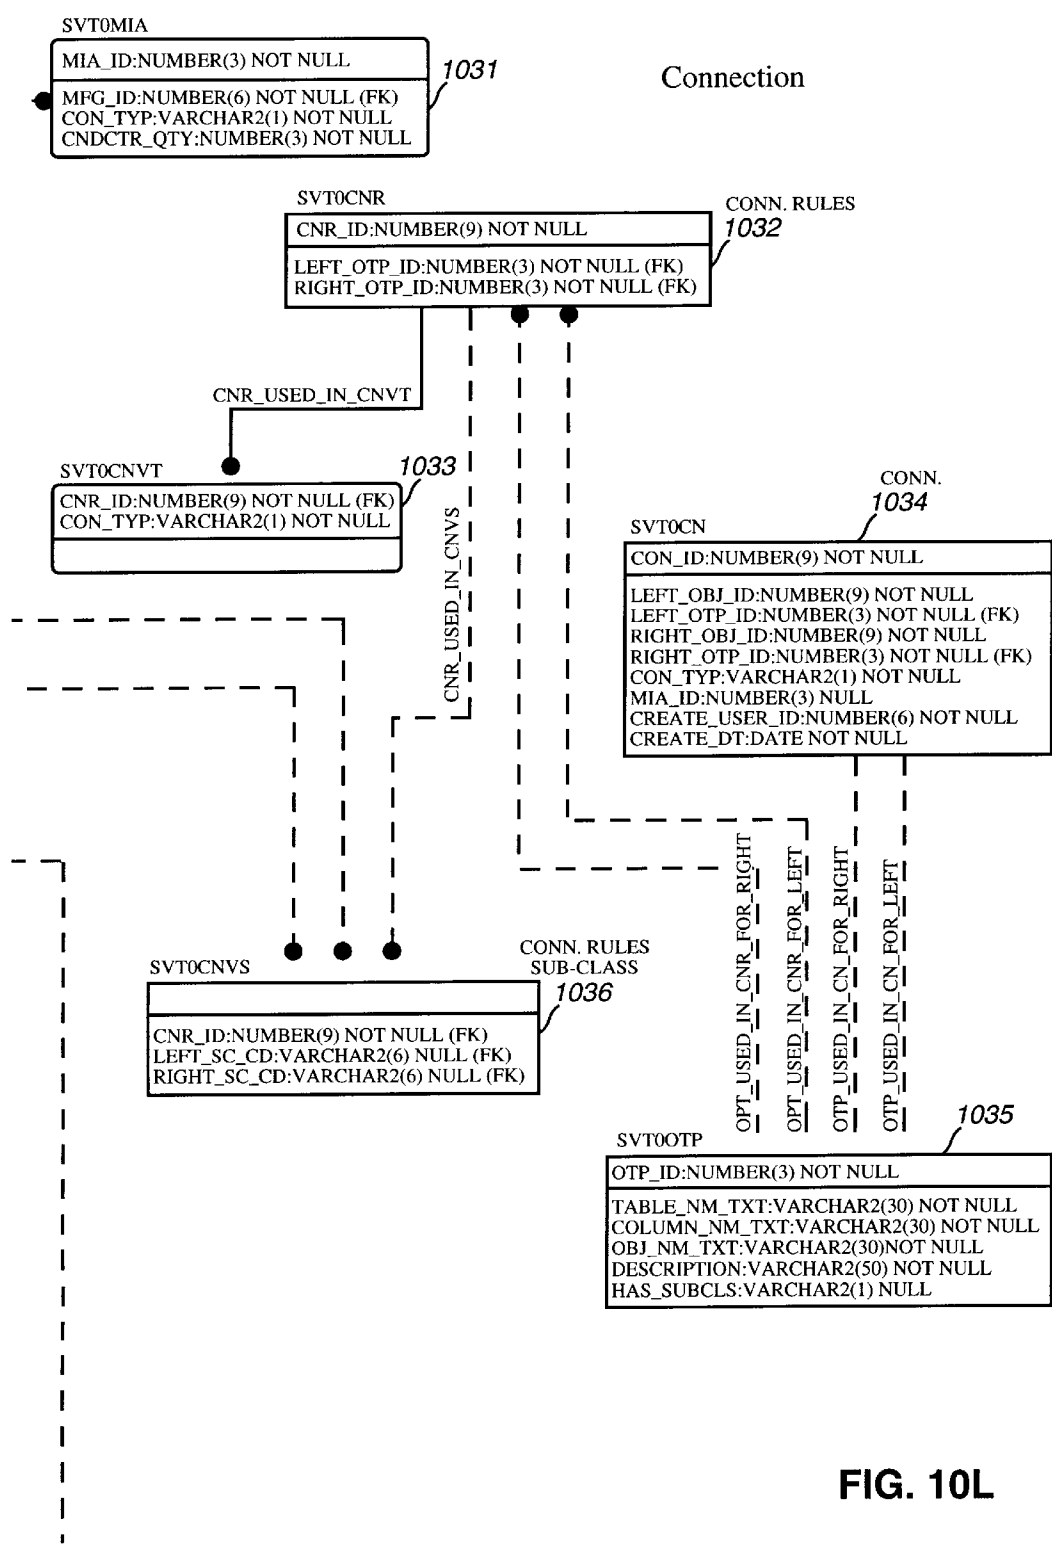 SVT0MIA
MIA_ID:NUMBER(3) NOT NULL
MFG_ID:NUMBER(6) NOT NULL (FK)
CON_TYP:VARCHAR2(1) NOT NULL
CNDCTR_QTY:NUMBER(3) NOT NULL
1031
Connection
SVT0CNR
CNR_ID:NUMBER(9) NOT NULL
LEFT_OTP_ID:NUMBER(3) NOT NULL (FK)
RIGHT_OTP_ID:NUMBER(3) NOT NULL (FK)
CONN. RULES
1032
CNR_USED_IN_CNVT
SVT0CNVT
1033
CNR_ID:NUMBER(9) NOT NULL (FK)
CON_TYP:VARCHAR2(1) NOT NULL
CNR_USED_IN_CNVS
CONN.
1034
SVT0CN
CON_ID:NUMBER(9) NOT NULL
LEFT_OBJ_ID:NUMBER(9) NOT NULL
LEFT_OTP_ID:NUMBER(3) NOT NULL (FK)
RIGHT_OBJ_ID:NUMBER(9) NOT NULL
RIGHT_OTP_ID:NUMBER(3) NOT NULL (FK)
CON_TYP:VARCHAR2(1) NOT NULL
MIA_ID:NUMBER(3) NULL
CREATE_USER_ID:NUMBER(6) NOT NULL
CREATE_DT:DATE NOT NULL
OPT_USED_IN_CNR_FOR_RIGHT
OPT_USED_IN_CNR_FOR_LEFT
OTP_USED_IN_CN_FOR_RIGHT
OTP_USED_IN_CN_FOR_LEFT
SVT0CNVS
CONN. RULES
SUB-CLASS
1036
CNR_ID:NUMBER(9) NOT NULL (FK)
LEFT_SC_CD:VARCHAR2(6) NULL (FK)
RIGHT_SC_CD:VARCHAR2(6) NULL (FK)
SVT0OTP
1035
OTP_ID:NUMBER(3) NOT NULL
TABLE_NM_TXT:VARCHAR2(30) NOT NULL
COLUMN_NM_TXT:VARCHAR2(30) NOT NULL
OBJ_NM_TXT:VARCHAR2(30)NOT NULL
DESCRIPTION:VARCHAR2(50) NOT NULL
HAS_SUBCLS:VARCHAR2(1) NULL
FIG. 10L